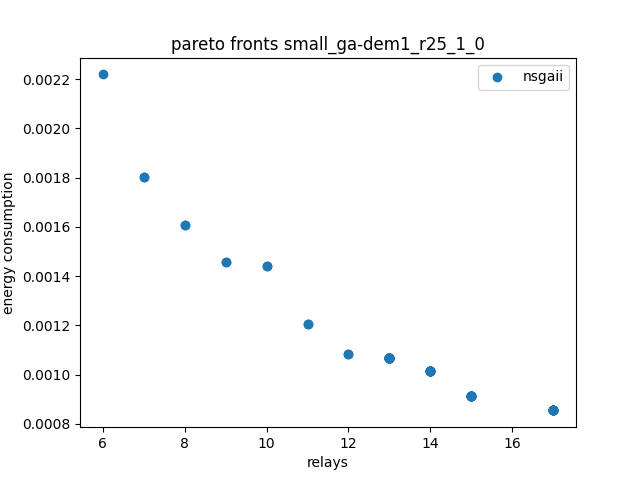 pareto fronts small_ga-dem1_r25_1_0
nsgaii
energy consumption
0.0022
0.0020
0.0018
0.0016
0.0014
0.0012
0.0010
0.0008
6 8 10 12 14 16
relays